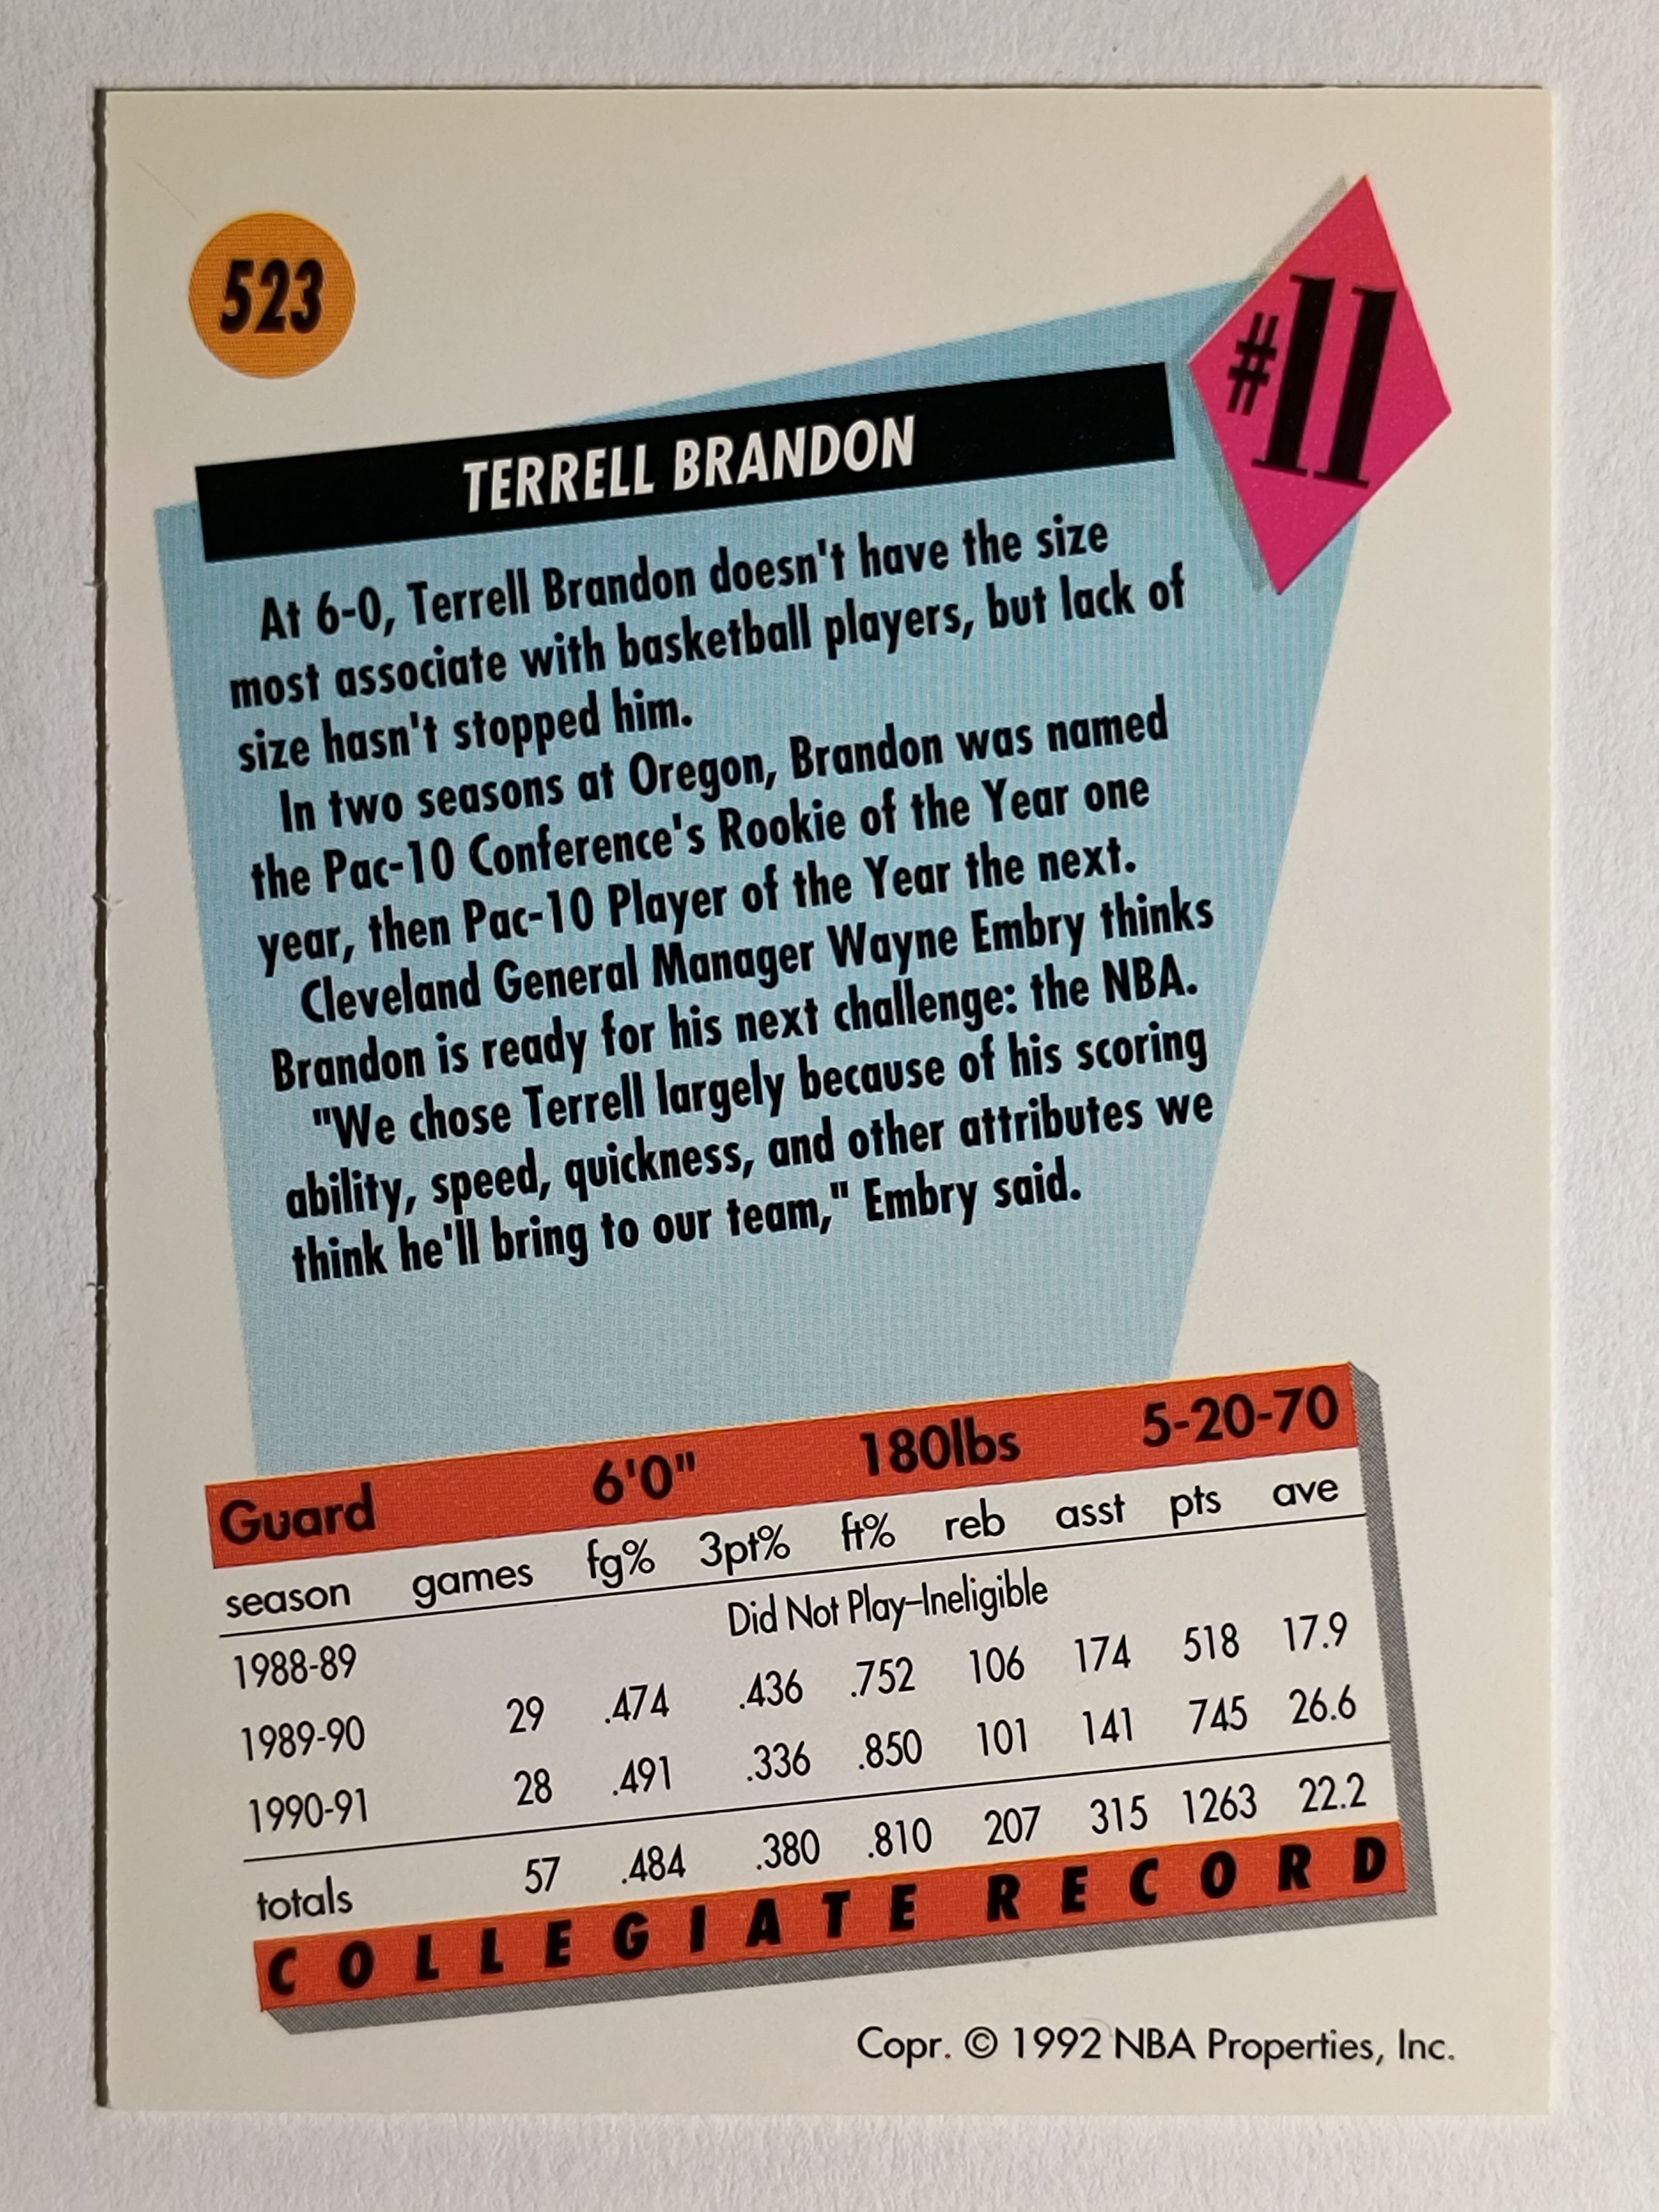 523
#11
TERRELL BRANDON
At 6-0, Terrell Brandon doesn't have the size
most associate with basketball players, but lack of
size hasn't stopped him.
In two seasons at Oregon, Brandon was named
the Pac-10 Conference's Rookie of the Year one
year, then Pac-10 Player of the Year the next.
Cleveland General Manager Wayne Embry thinks
Brandon is ready for his next challenge: the NBA.
"We chose Terrell largely because of his scoring
ability, speed, quickness, and other attributes we
think he'll bring to our team," Embry said.
Guard 6'0" 180lbs 5-20-70
season games fg% 3pt% ft% reb asst pts ave
1988-89 Did Not Play–Ineligible
1989-90 29 .474 .436 .752 106 174 518 17.9
1990-91 28 .491 .336 .850 101 141 745 26.6
totals 57 .484 .380 .810 207 315 1263 22.2
COLLEGIATE RECORD
Copr. © 1992 NBA Properties, Inc.